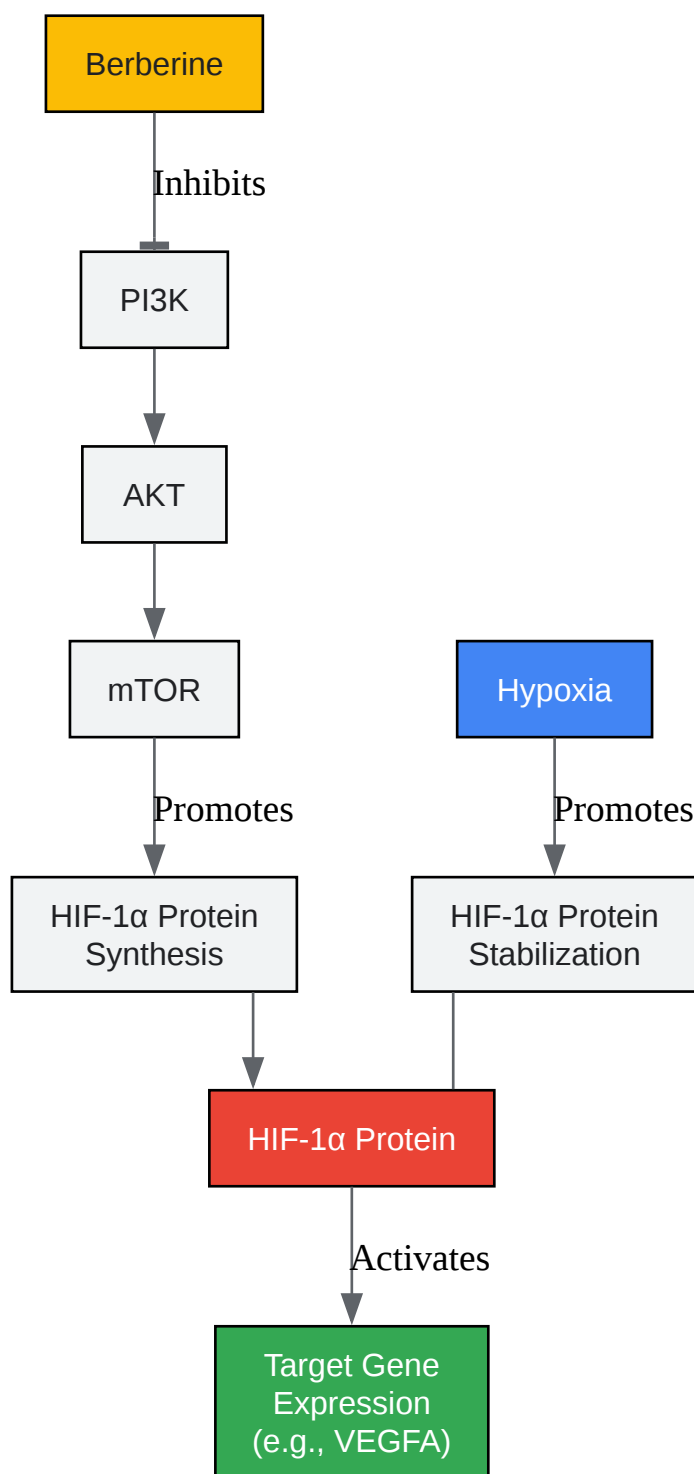 Berberine
Inhibits
PI3K
AKT
mTOR
Hypoxia
Promotes
Promotes
HIF-1α Protein
Synthesis
HIF-1α Protein
Stabilization
HIF-1α Protein
Activates
Target Gene
Expression
(e.g., VEGFA)